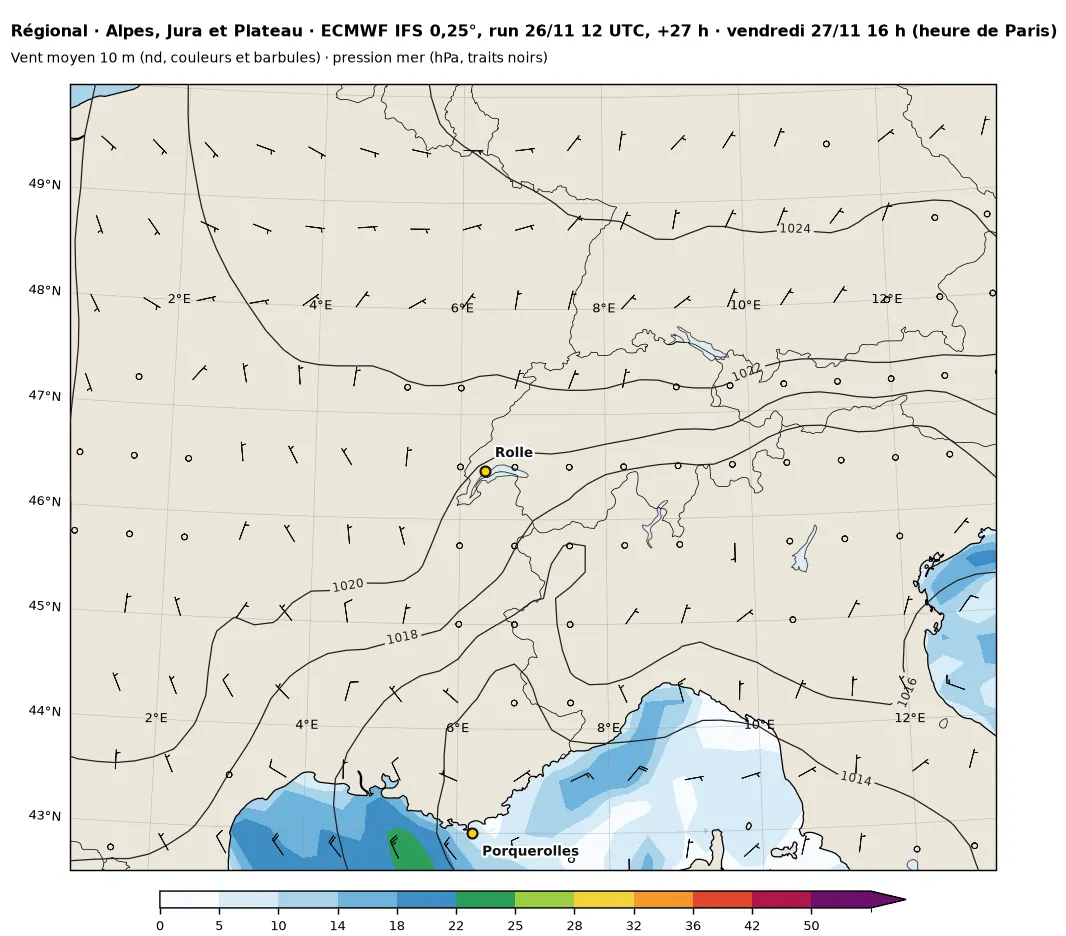 Régional · Alpes, Jura et Plateau · ECMWF IFS 0,25°, run 26/11 12 UTC, +27 h · vendredi 27/11 16 h (heure de Paris)
Vent moyen 10 m (nd, couleurs et barbules) · pression mer (hPa, traits noirs)
49°N
1024
48°N
2°E
4°E
6°E
8°E
10°E
12°E
1022
47°N
Rolle
46°N
1020
45°N
1018
1016
44°N
2°E
4°E
6°E
8°E
10°E
12°E
1014
43°N
Porquerolles
0 5 10 14 18 22 25 28 32 36 42 50